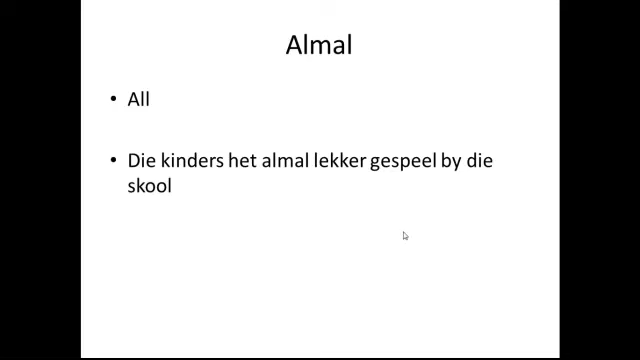 Almal
• All
• Die kinders het almal lekker gespeel by die
skool